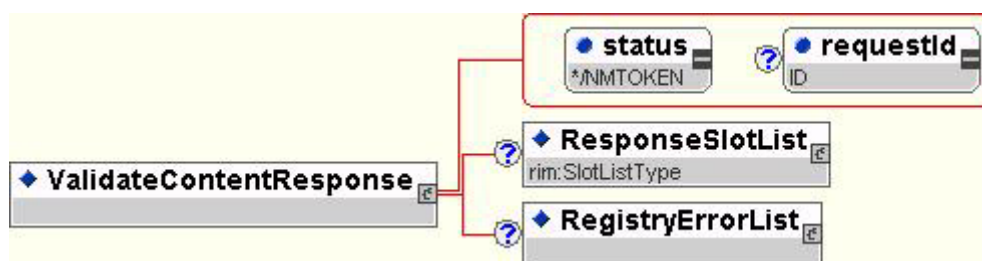 status
requestId
*/NMTOKEN
ID
?
ResponseSlotList
rim:SlotListType
?
ValidateContentResponse
RegistryErrorList
?